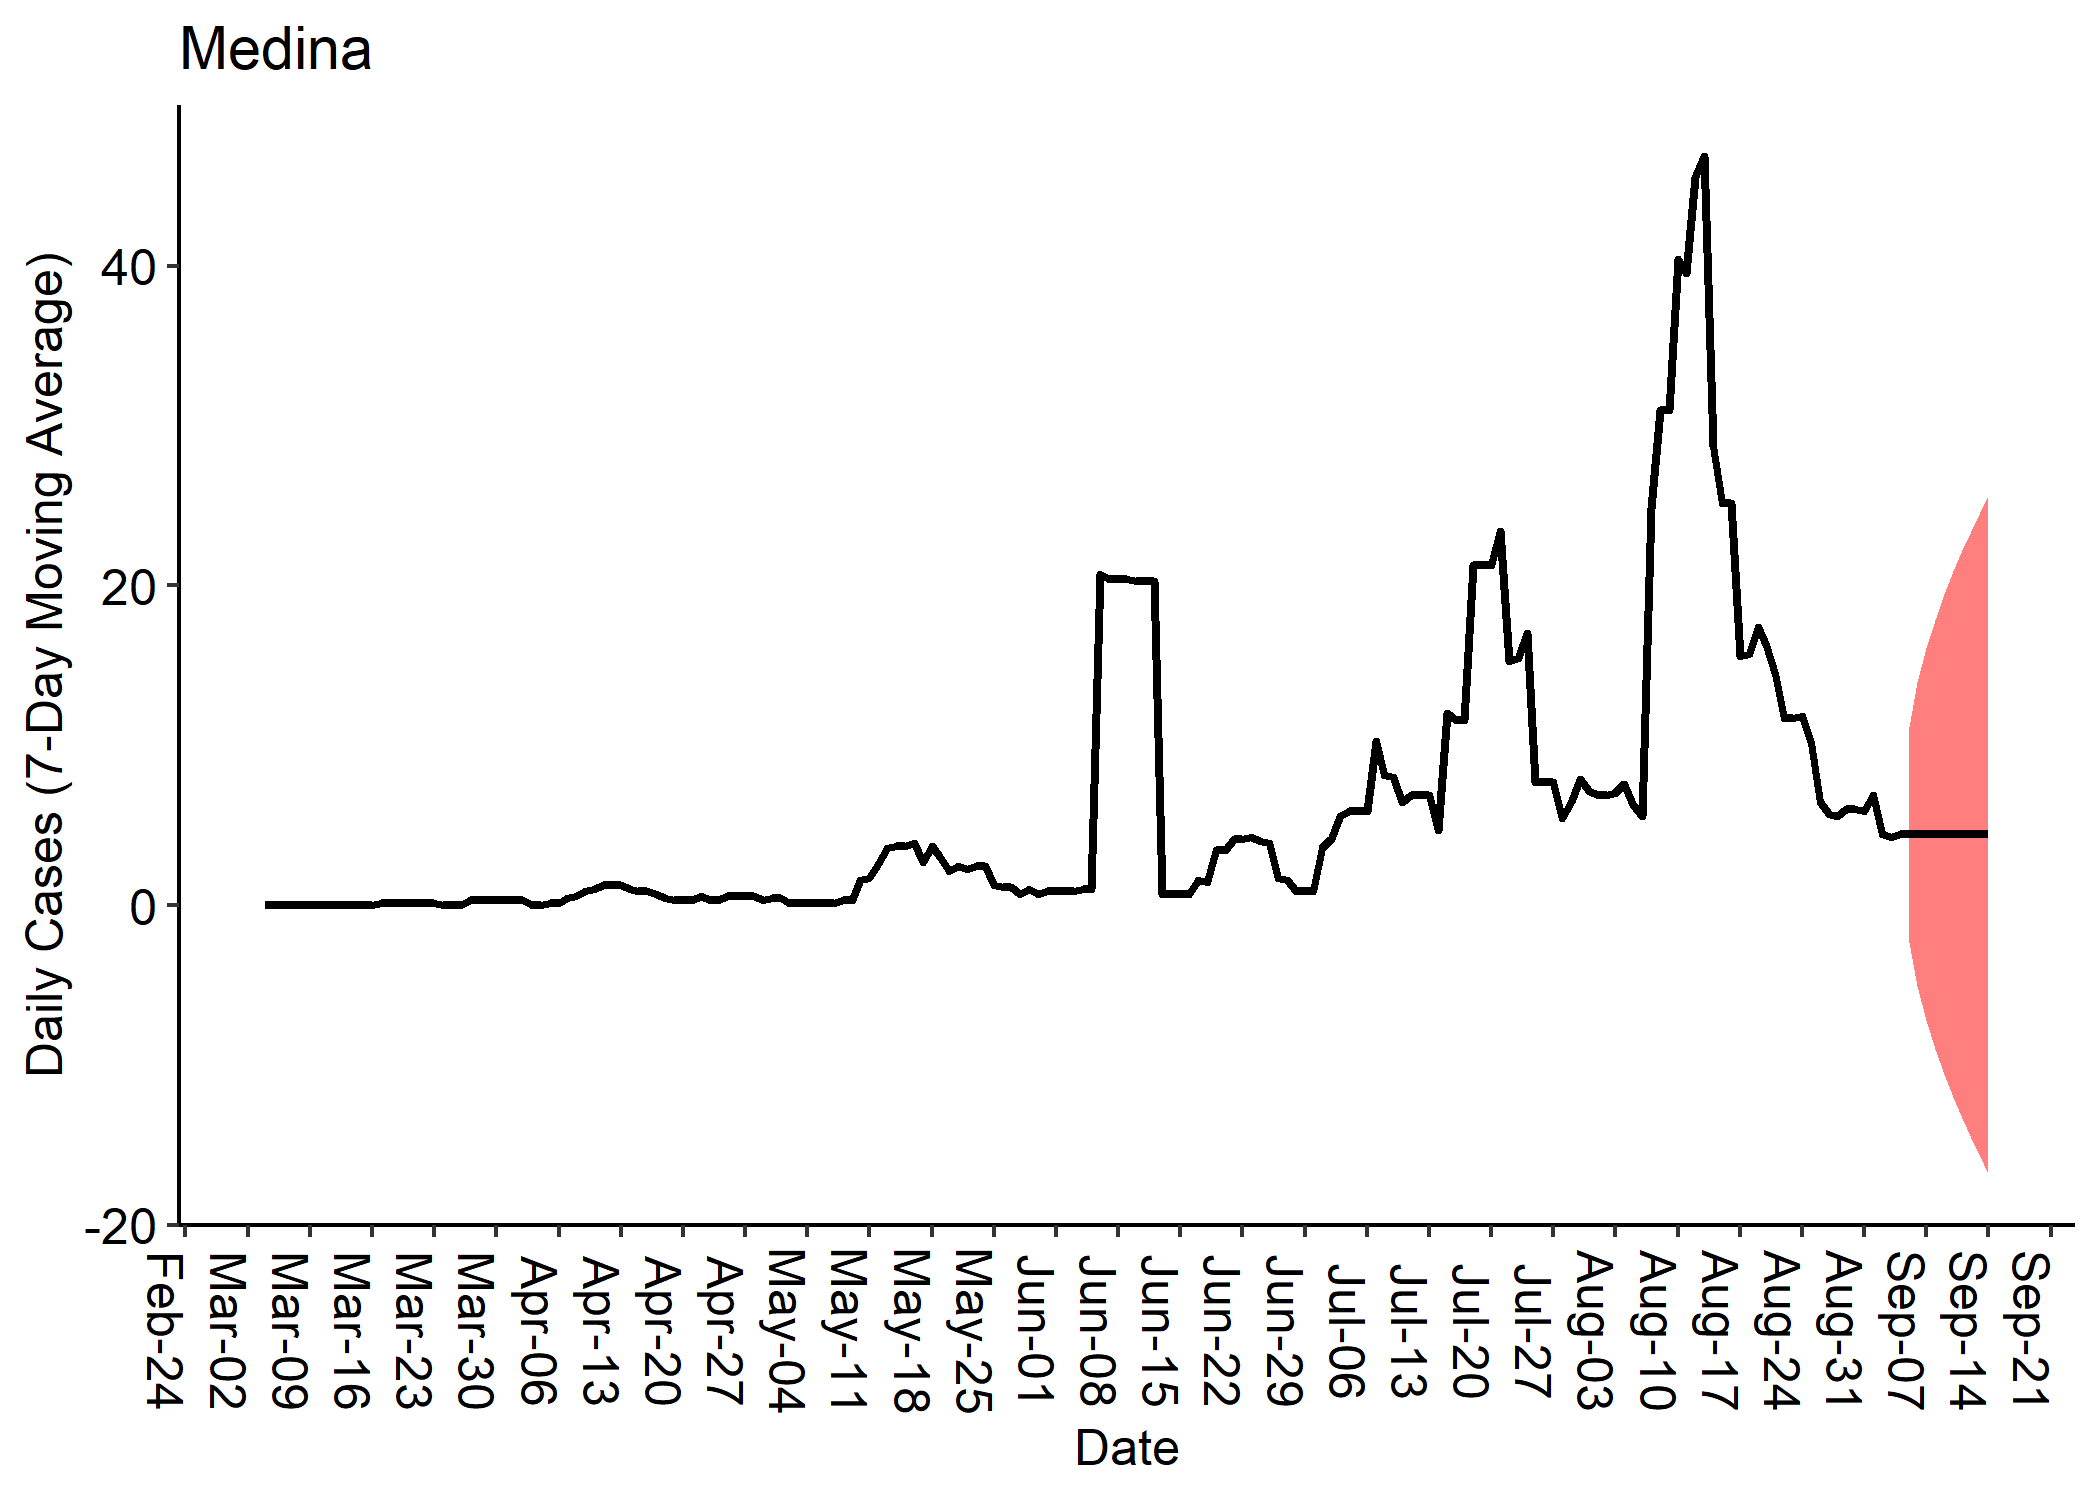 Medina
Daily Cases (7-Day Moving Average)
40
20
0
-20
Feb-24
Mar-02
Mar-09
Mar-16
Mar-23
Mar-30
Apr-06
Apr-13
Apr-20
Apr-27
May-04
May-11
May-18
May-25
Jun-01
Jun-08
Jun-15
Jun-22
Jun-29
Jul-06
Jul-13
Jul-20
Jul-27
Aug-03
Aug-10
Aug-17
Aug-24
Aug-31
Sep-07
Sep-14
Sep-21
Date